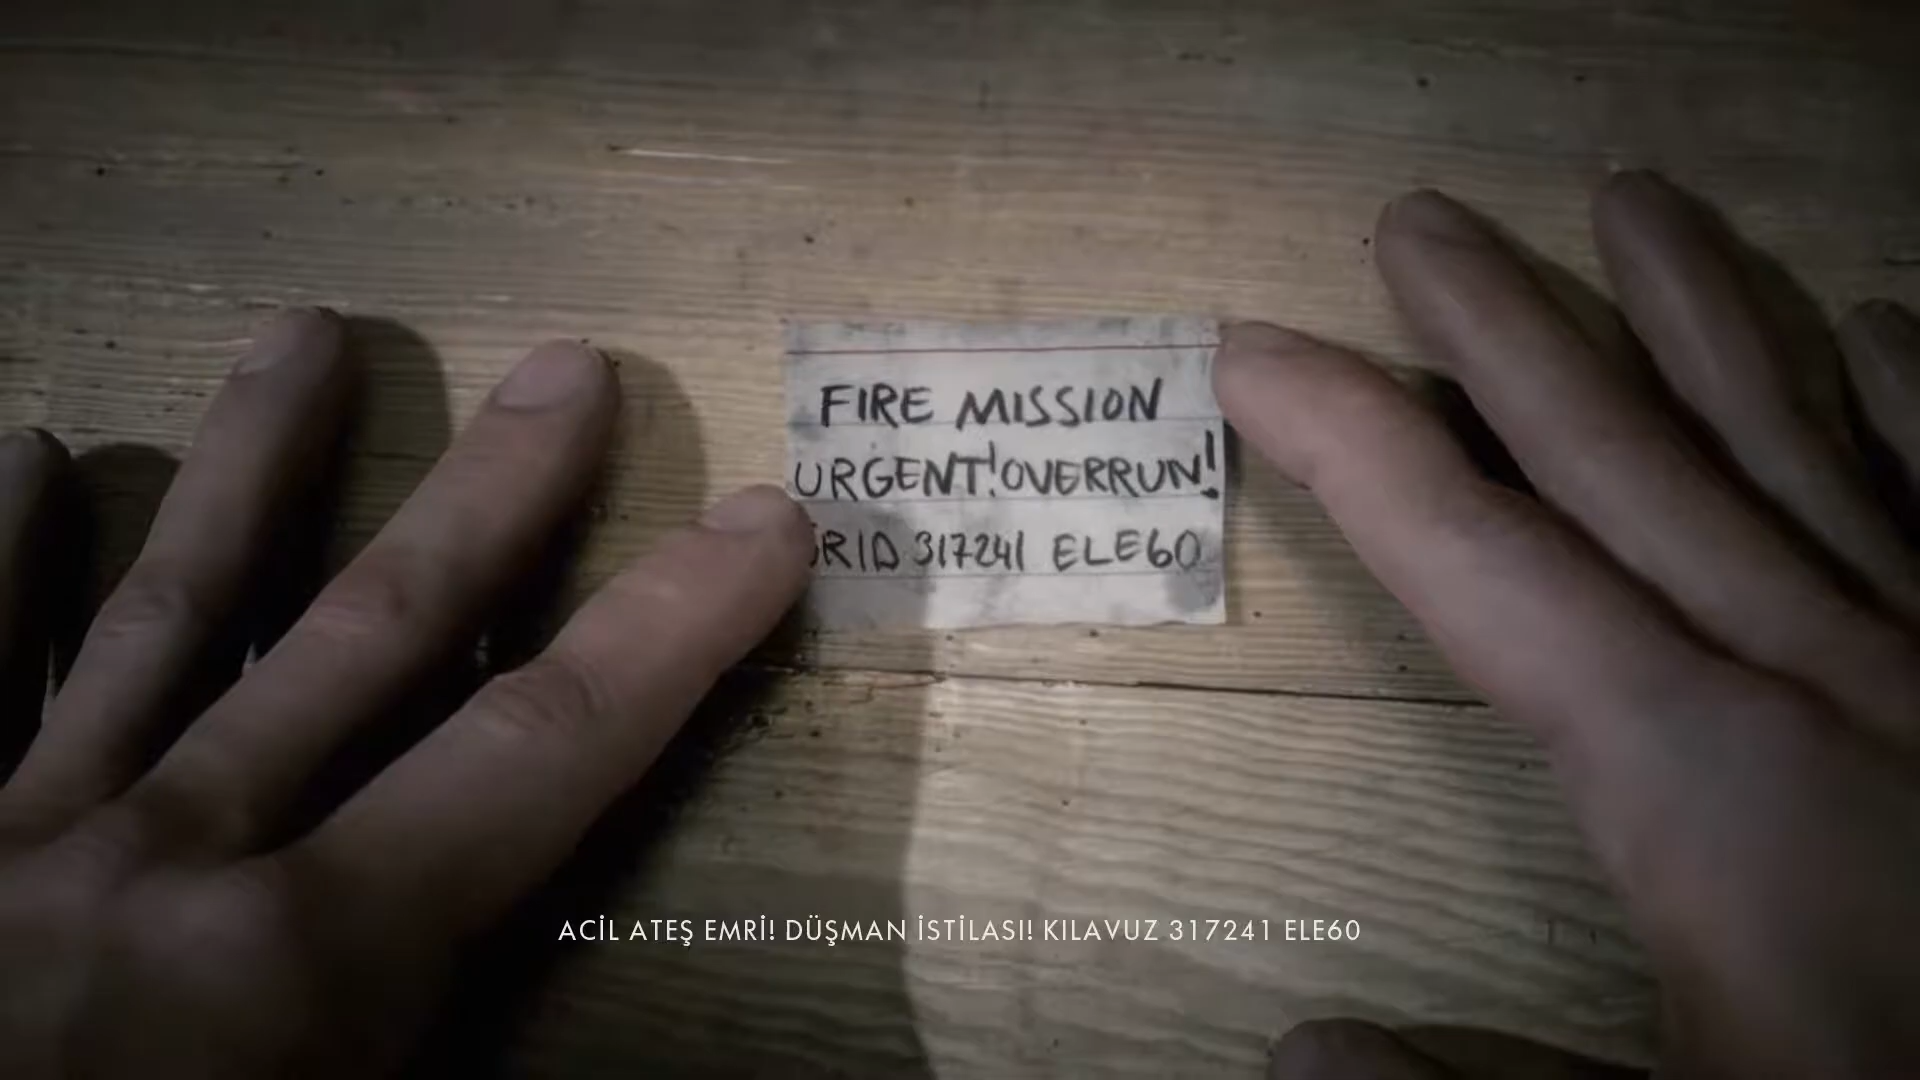 FIRE MISSION
URGENT! OVERRUN!
GRID 317241 ELE60
ACİL ATEŞ EMRİ! DÜŞMAN İSTİLASI! KILAVUZ 317241 ELE60